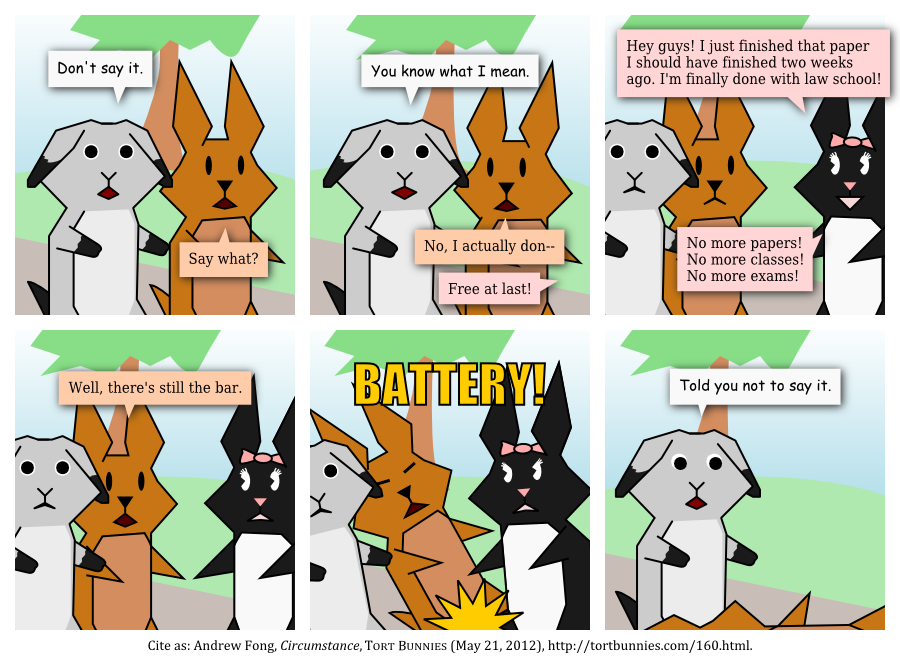 Don't say it.
Say what?
You know what I mean.
No, I actually don--
Free at last!
Hey guys! I just finished that paper
I should have finished two weeks
ago. I'm finally done with law school!
No more papers!
No more classes!
No more exams!
Well, there's still the bar.
BATTERY!
Told you not to say it.
Cite as: Andrew Fong, Circumstance, TORT BUNNIES (May 21, 2012), http://tortbunnies.com/160.html.